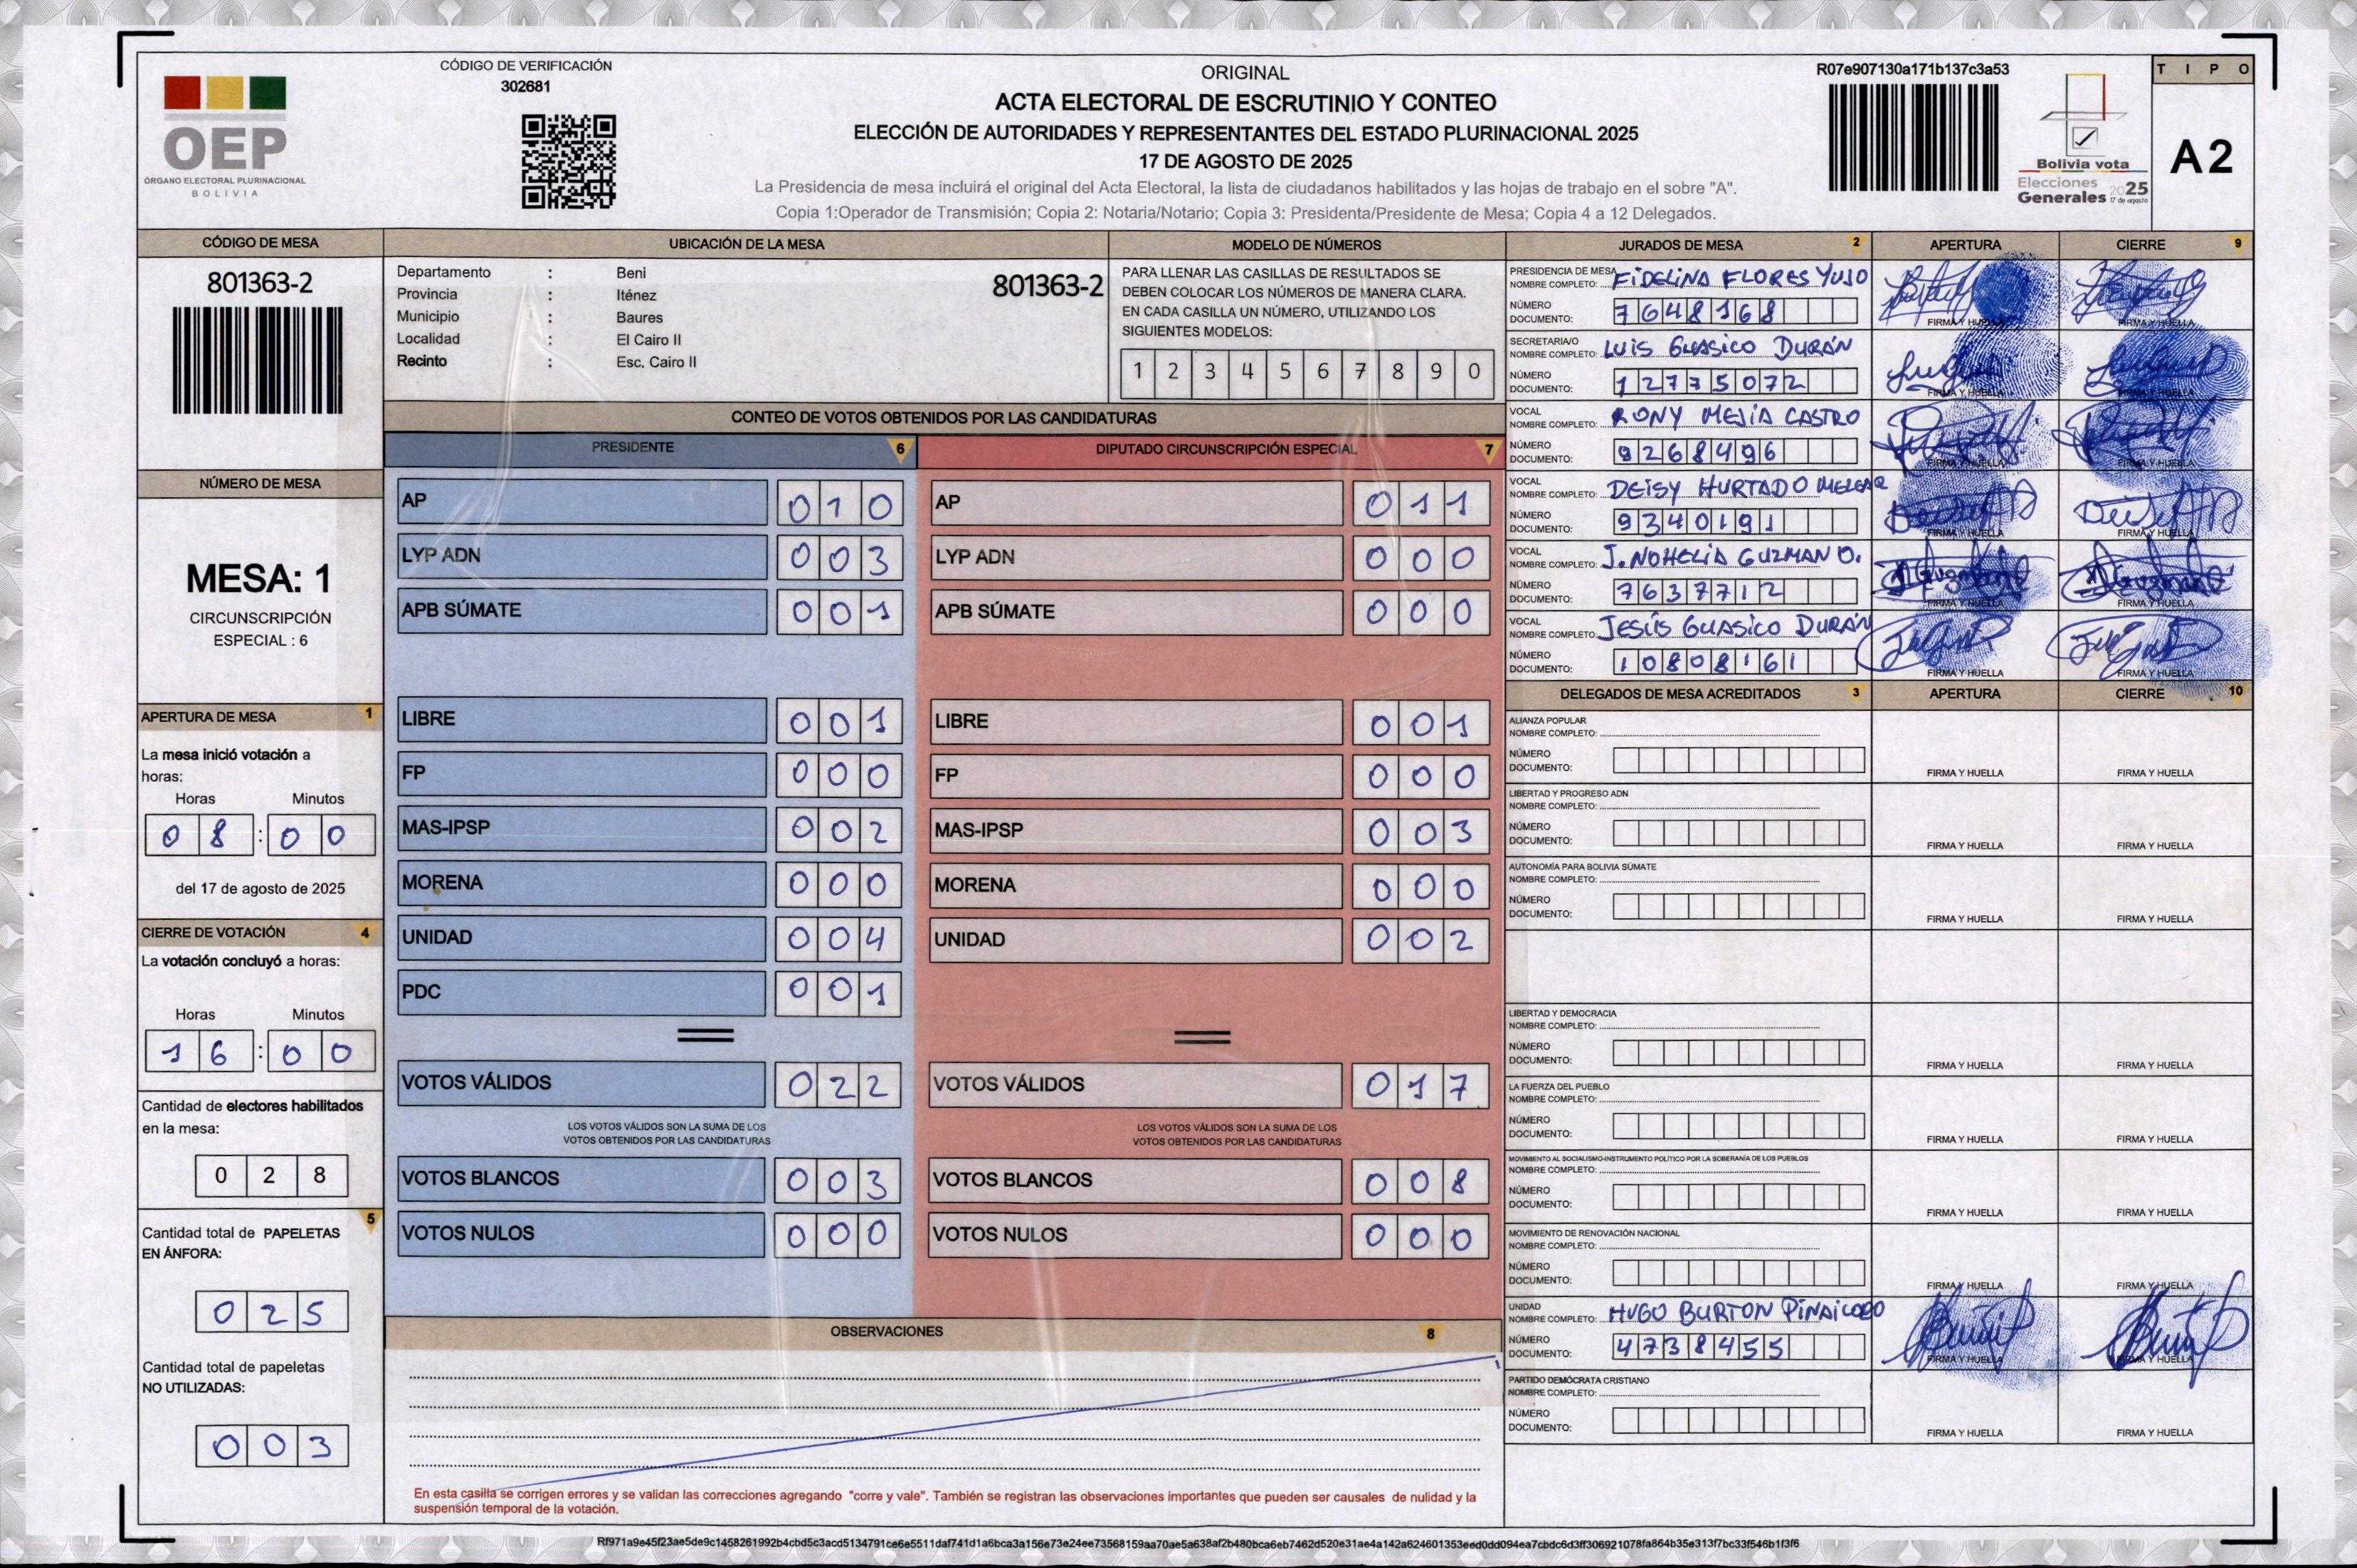 CÓDIGO DE VERIFICACIÓN
302681
OEP
ÓRGANO ELECTORAL PLURINACIONAL
BOLIVIA
ORIGINAL
ACTA ELECTORAL DE ESCRUTINIO Y CONTEO
ELECCIÓN DE AUTORIDADES Y REPRESENTANTES DEL ESTADO PLURINACIONAL 2025
17 DE AGOSTO DE 2025
La Presidencia de mesa incluirá el original del Acta Electoral, la lista de ciudadanos habilitados y las hojas de trabajo en el sobre "A".
Copia 1:Operador de Transmisión; Copia 2: Notaria/Notario; Copia 3: Presidenta/Presidente de Mesa; Copia 4 a 12 Delegados.
R07e907130a171b137c3a53
Bolivia vota
Elecciones
Generales 2025
17 de agosto
TIPO
A2
CÓDIGO DE MESA
801363-2
NÚMERO DE MESA
MESA: 1
CIRCUNSCRIPCIÓN
ESPECIAL : 6
APERTURA DE MESA 1
La mesa inició votación a
horas:
Horas Minutos
08:00
del 17 de agosto de 2025
CIERRE DE VOTACIÓN 4
La votación concluyó a horas:
Horas Minutos
16:00
Cantidad de electores habilitados
en la mesa:
028
5
Cantidad total de PAPELETAS
EN ÁNFORA:
025
Cantidad total de papeletas
NO UTILIZADAS:
003
UBICACIÓN DE LA MESA
Departamento : Beni
801363-2
Provincia : Iténez
Municipio : Baures
Localidad : El Cairo II
Recinto : Esc. Cairo II
MODELO DE NÚMEROS
PARA LLENAR LAS CASILLAS DE RESULTADOS SE
DEBEN COLOCAR LOS NÚMEROS DE MANERA CLARA.
EN CADA CASILLA UN NÚMERO, UTILIZANDO LOS
SIGUIENTES MODELOS:
1 2 3 4 5 6 7 8 9 0
CONTEO DE VOTOS OBTENIDOS POR LAS CANDIDATURAS
PRESIDENTE 6
AP 010
LYP ADN 003
APB SÚMATE 001
LIBRE 001
FP 000
MAS-IPSP 002
MORENA 000
UNIDAD 004
PDC 001
VOTOS VÁLIDOS 022
LOS VOTOS VÁLIDOS SON LA SUMA DE LOS
VOTOS OBTENIDOS POR LAS CANDIDATURAS
VOTOS BLANCOS 003
VOTOS NULOS 000
DIPUTADO CIRCUNSCRIPCIÓN ESPECIAL 7
AP 011
LYP ADN 000
APB SÚMATE 000
LIBRE 001
FP 000
MAS-IPSP 003
MORENA 000
UNIDAD 002
VOTOS VÁLIDOS 017
LOS VOTOS VÁLIDOS SON LA SUMA DE LOS
VOTOS OBTENIDOS POR LAS CANDIDATURAS
VOTOS BLANCOS 008
VOTOS NULOS 000
OBSERVACIONES 8
En esta casilla se corrigen errores y se validan las correcciones agregando "corre y vale". También se registran las observaciones importantes que pueden ser causales de nulidad y la
suspensión temporal de la votación.
JURADOS DE MESA 2 APERTURA CIERRE 9
PRESIDENCIA DE MESA
NOMBRE COMPLETO: FIDELINA FLORES YUJO
NÚMERO
DOCUMENTO: 7648168
FIRMA Y HUELLA FIRMA Y HUELLA
SECRETARIA/O
NOMBRE COMPLETO: LUIS GUASICO DURÁN
NÚMERO
DOCUMENTO: 12775072
FIRMA Y HUELLA FIRMA Y HUELLA
VOCAL
NOMBRE COMPLETO: RONY MEJÍA CASTRO
NÚMERO
DOCUMENTO: 9268496
FIRMA Y HUELLA FIRMA Y HUELLA
VOCAL
NOMBRE COMPLETO: DEISY HURTADO MELGAR
NÚMERO
DOCUMENTO: 9340191
FIRMA Y HUELLA FIRMA Y HUELLA
VOCAL
NOMBRE COMPLETO: J. NOHELIA GUZMAN O.
NÚMERO
DOCUMENTO: 7637712
FIRMA Y HUELLA FIRMA Y HUELLA
VOCAL
NOMBRE COMPLETO: JESÚS GUASICO DURÁN
NÚMERO
DOCUMENTO: 10808161
FIRMA Y HUELLA FIRMA Y HUELLA
DELEGADOS DE MESA ACREDITADOS 3 APERTURA CIERRE 10
ALIANZA POPULAR
NOMBRE COMPLETO:
NÚMERO
DOCUMENTO:
FIRMA Y HUELLA FIRMA Y HUELLA
LIBERTAD Y PROGRESO ADN
NOMBRE COMPLETO:
NÚMERO
DOCUMENTO:
FIRMA Y HUELLA FIRMA Y HUELLA
AUTONOMÍA PARA BOLIVIA SÚMATE
NOMBRE COMPLETO:
NÚMERO
DOCUMENTO:
FIRMA Y HUELLA FIRMA Y HUELLA
LIBERTAD Y DEMOCRACIA
NOMBRE COMPLETO:
NÚMERO
DOCUMENTO:
FIRMA Y HUELLA FIRMA Y HUELLA
LA FUERZA DEL PUEBLO
NOMBRE COMPLETO:
NÚMERO
DOCUMENTO:
FIRMA Y HUELLA FIRMA Y HUELLA
MOVIMIENTO AL SOCIALISMO-INSTRUMENTO POLÍTICO POR LA SOBERANÍA DE LOS PUEBLOS
NOMBRE COMPLETO:
NÚMERO
DOCUMENTO:
FIRMA Y HUELLA FIRMA Y HUELLA
MOVIMIENTO DE RENOVACIÓN NACIONAL
NOMBRE COMPLETO:
NÚMERO
DOCUMENTO:
FIRMA Y HUELLA FIRMA Y HUELLA
UNIDAD
NOMBRE COMPLETO: HUGO BURTON
NÚMERO
DOCUMENTO: 4738455
FIRMA Y HUELLA FIRMA Y HUELLA
PARTIDO DEMÓCRATA CRISTIANO
NOMBRE COMPLETO:
NÚMERO
DOCUMENTO:
FIRMA Y HUELLA FIRMA Y HUELLA